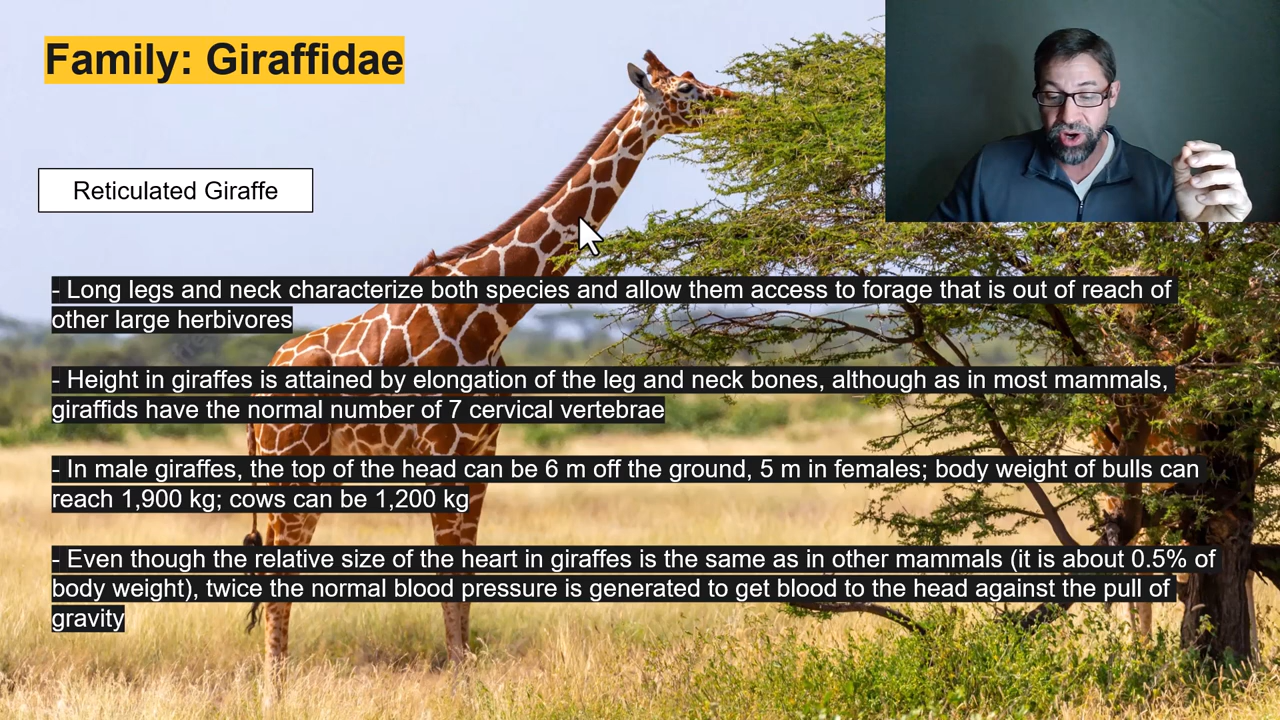 Family: Giraffidae
Reticulated Giraffe
- Long legs and neck characterize both species and allow them access to forage that is out of reach of
other large herbivores
- Height in giraffes is attained by elongation of the leg and neck bones, although as in most mammals,
giraffids have the normal number of 7 cervical vertebrae
- In male giraffes, the top of the head can be 6 m off the ground, 5 m in females; body weight of bulls can
reach 1,900 kg; cows can be 1,200 kg
- Even though the relative size of the heart in giraffes is the same as in other mammals (it is about 0.5% of
body weight), twice the normal blood pressure is generated to get blood to the head against the pull of
gravity